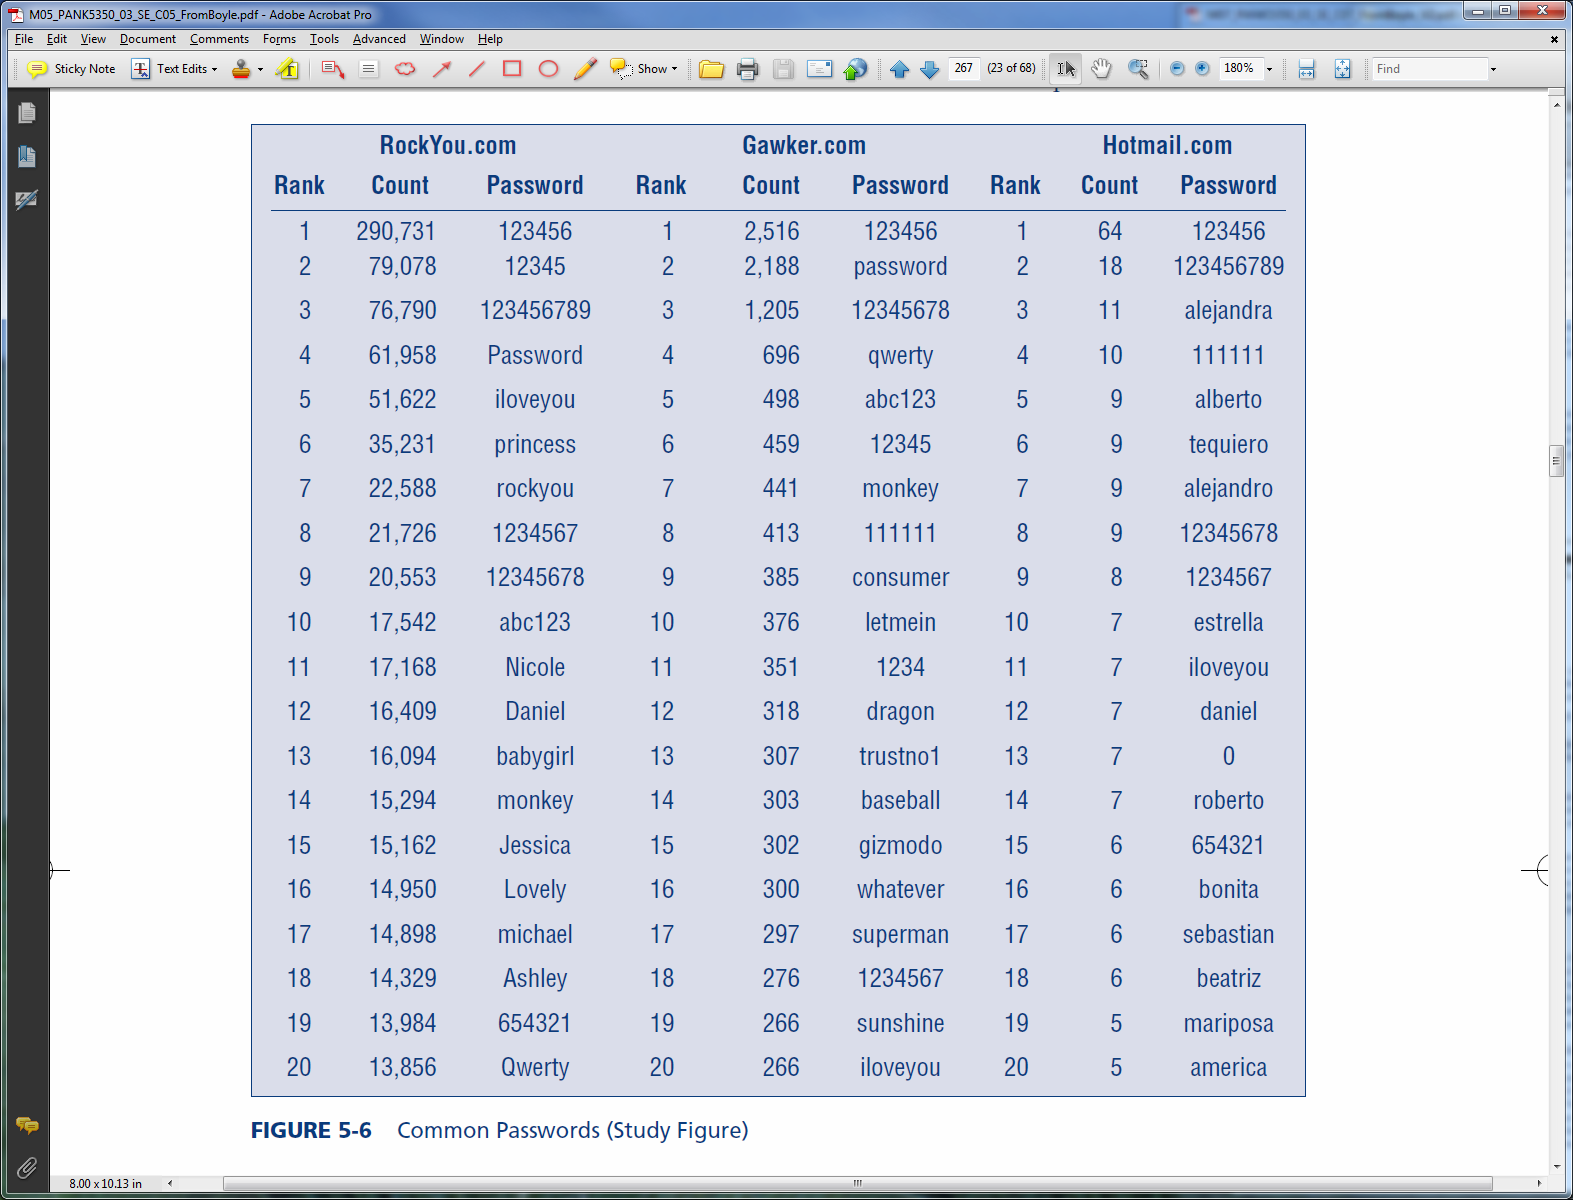 M05_PANK5350_03_SE_C05_FromBoyle.pdf - Adobe Acrobat Pro
File Edit View Document Comments Forms Tools Advanced Window Help
Sticky Note Text Edits Show 267 (23 of 68) 180% Find
RockYou.com Gawker.com Hotmail.com
Rank Count Password Rank Count Password Rank Count Password
1 290,731 123456 1 2,516 123456 1 64 123456
2 79,078 12345 2 2,188 password 2 18 123456789
3 76,790 123456789 3 1,205 12345678 3 11 alejandra
4 61,958 Password 4 696 qwerty 4 10 111111
5 51,622 iloveyou 5 498 abc123 5 9 alberto
6 35,231 princess 6 459 12345 6 9 tequiero
7 22,588 rockyou 7 441 monkey 7 9 alejandro
8 21,726 1234567 8 413 111111 8 9 12345678
9 20,553 12345678 9 385 consumer 9 8 1234567
10 17,542 abc123 10 376 letmein 10 7 estrella
11 17,168 Nicole 11 351 1234 11 7 iloveyou
12 16,409 Daniel 12 318 dragon 12 7 daniel
13 16,094 babygirl 13 307 trustno1 13 7 0
14 15,294 monkey 14 303 baseball 14 7 roberto
15 15,162 Jessica 15 302 gizmodo 15 6 654321
16 14,950 Lovely 16 300 whatever 16 6 bonita
17 14,898 michael 17 297 superman 17 6 sebastian
18 14,329 Ashley 18 276 1234567 18 6 beatriz
19 13,984 654321 19 266 sunshine 19 5 mariposa
20 13,856 Qwerty 20 266 iloveyou 20 5 america
FIGURE 5-6 Common Passwords (Study Figure)
8.00 x 10.13 in